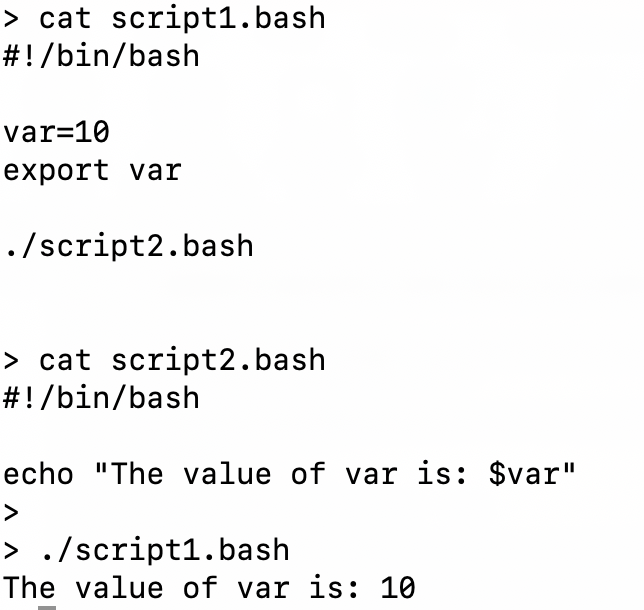 > cat script1.bash
#!/bin/bash
var=10
export var
./script2.bash
> cat script2.bash
#!/bin/bash
echo "The value of var is: $var"
>
> ./script1.bash
The value of var is: 10